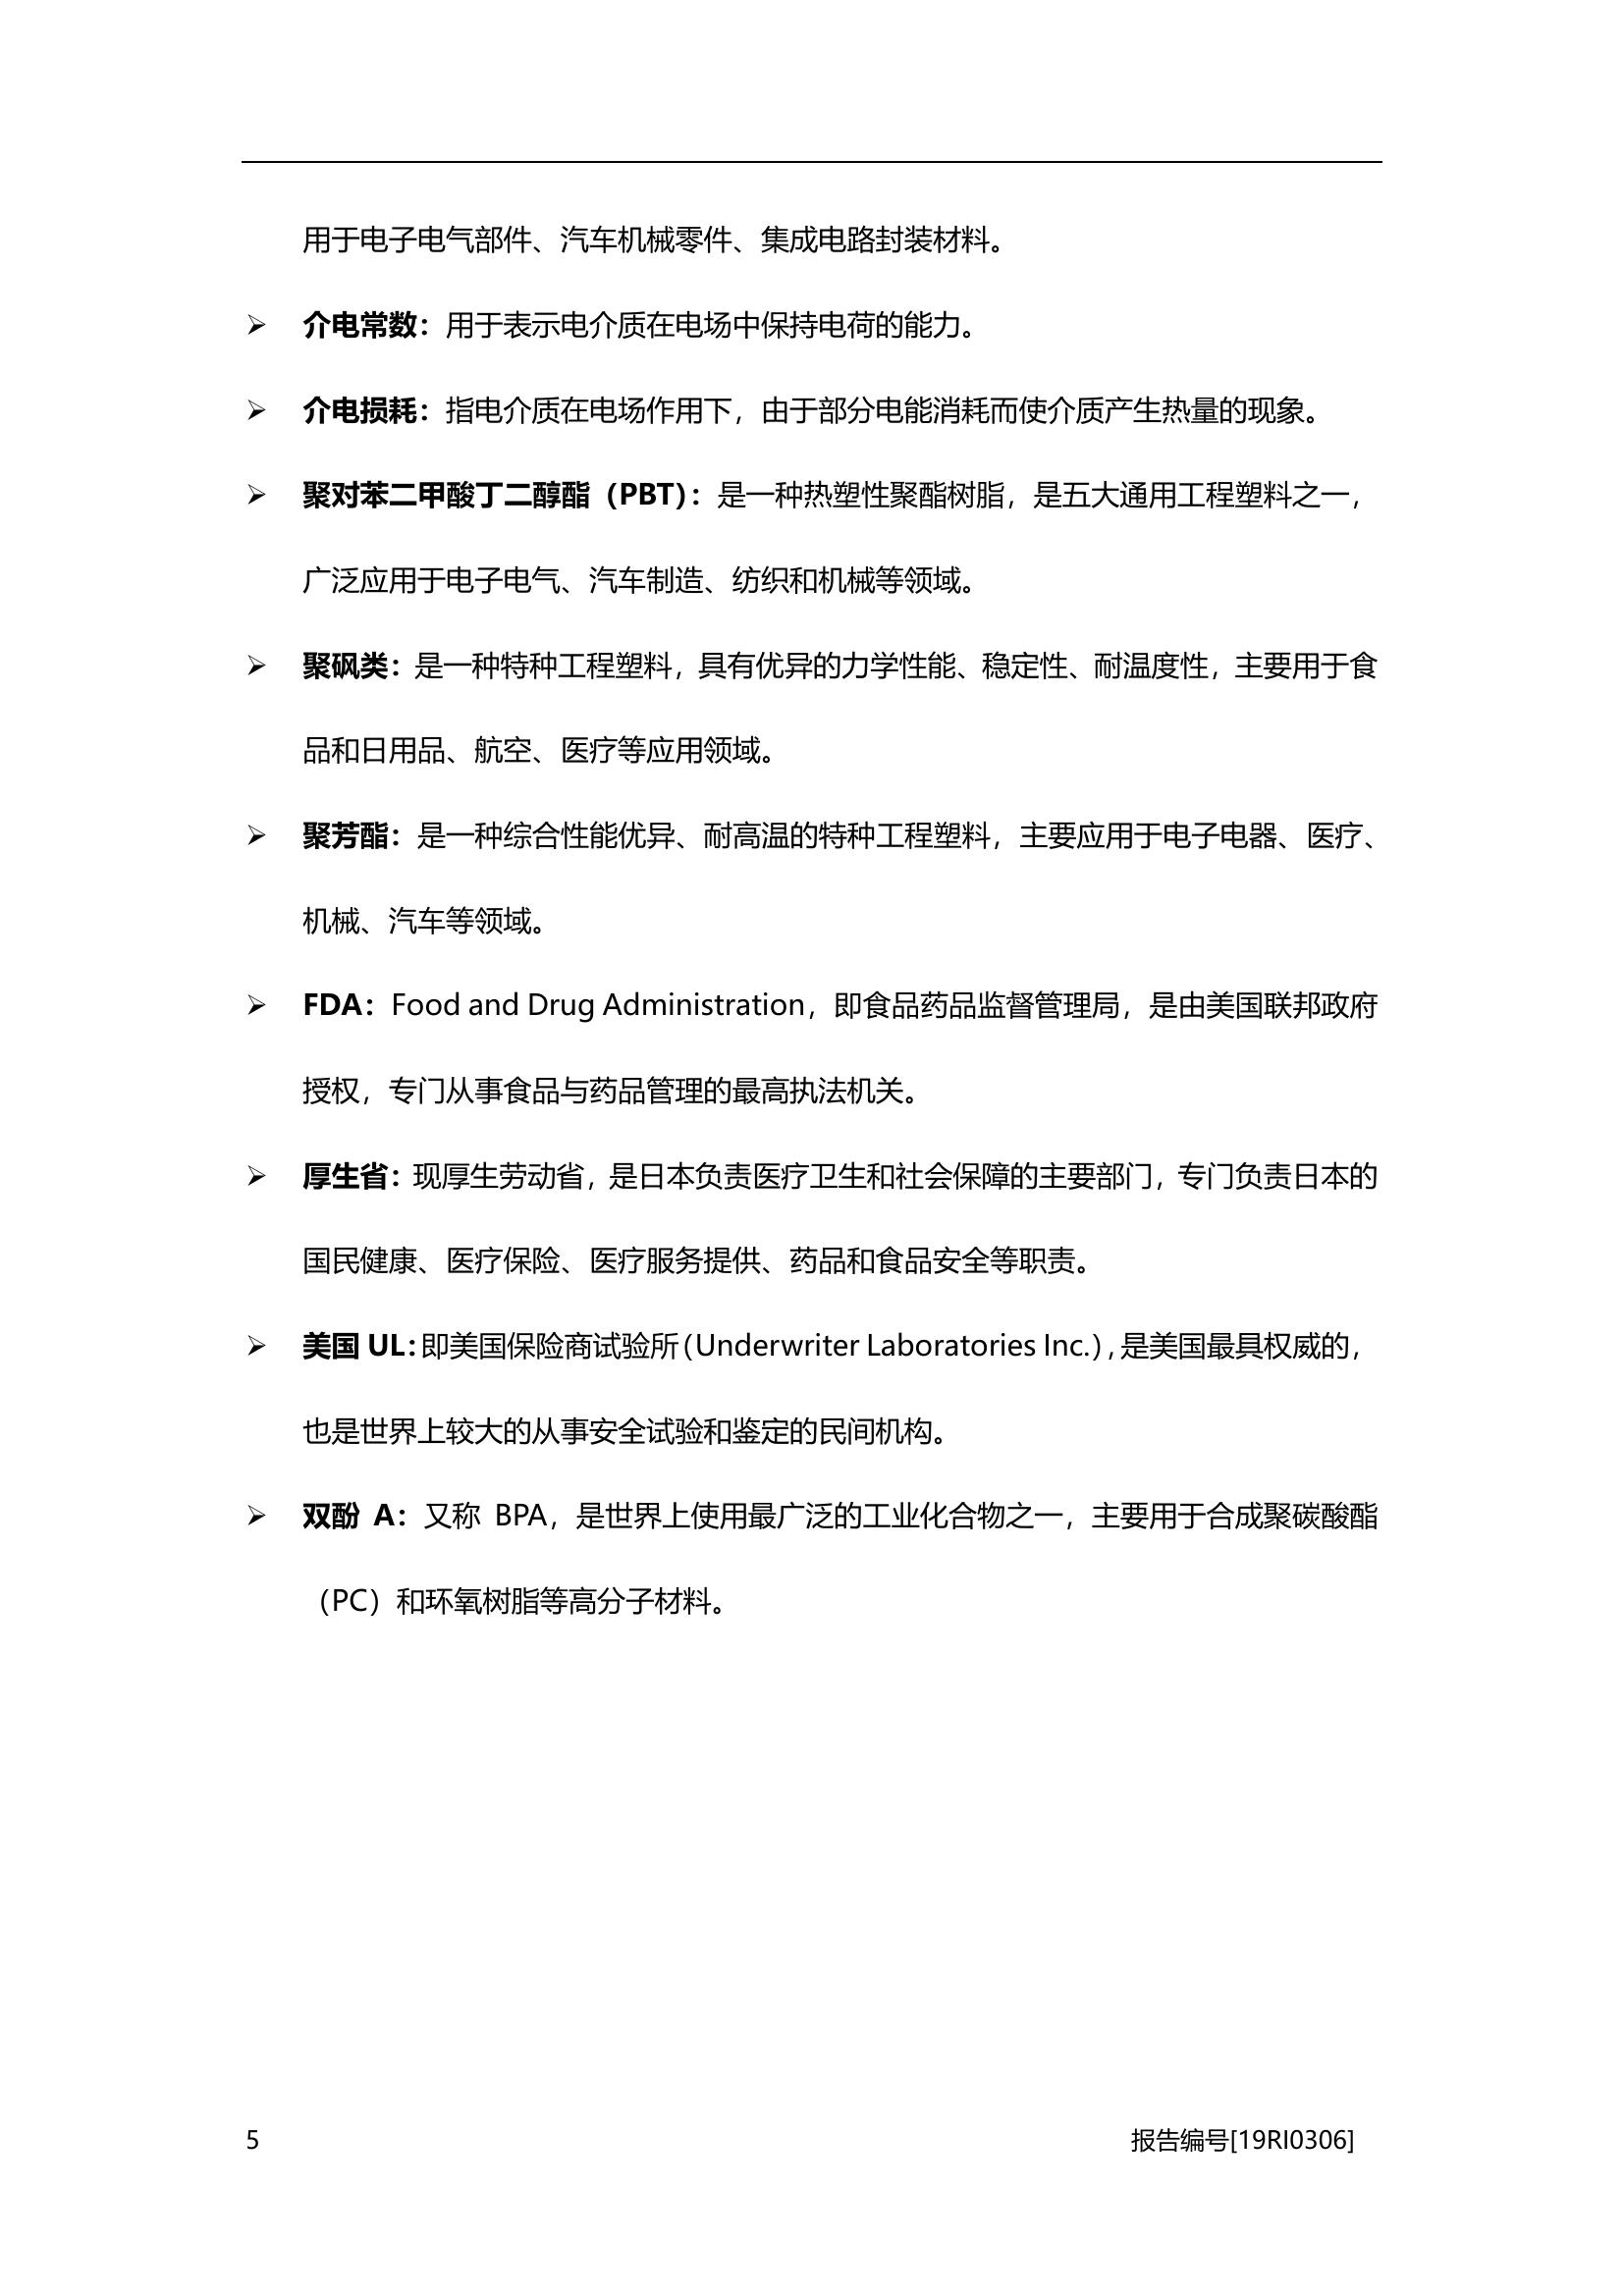 用于电子电气部件、汽车机械零件、集成电路封装材料。
➢ 介电常数：用于表示电介质在电场中保持电荷的能力。
➢ 介电损耗：指电介质在电场作用下，由于部分电能消耗而使介质产生热量的现象。
➢ 聚对苯二甲酸丁二醇酯（PBT）：是一种热塑性聚酯树脂，是五大通用工程塑料之一，
广泛应用于电子电气、汽车制造、纺织和机械等领域。
➢ 聚砜类：是一种特种工程塑料，具有优异的力学性能、稳定性、耐温度性，主要用于食
品和日用品、航空、医疗等应用领域。
➢ 聚芳酯：是一种综合性能优异、耐高温的特种工程塑料，主要应用于电子电器、医疗、
机械、汽车等领域。
➢ FDA：Food and Drug Administration，即食品药品监督管理局，是由美国联邦政府
授权，专门从事食品与药品管理的最高执法机关。
➢ 厚生省：现厚生劳动省，是日本负责医疗卫生和社会保障的主要部门，专门负责日本的
国民健康、医疗保险、医疗服务提供、药品和食品安全等职责。
➢ 美国 UL：即美国保险商试验所（Underwriter Laboratories Inc.），是美国最具权威的，
也是世界上较大的从事安全试验和鉴定的民间机构。
➢ 双酚 A：又称 BPA，是世界上使用最广泛的工业化合物之一，主要用于合成聚碳酸酯
（PC）和环氧树脂等高分子材料。
5 报告编号[19RI0306]